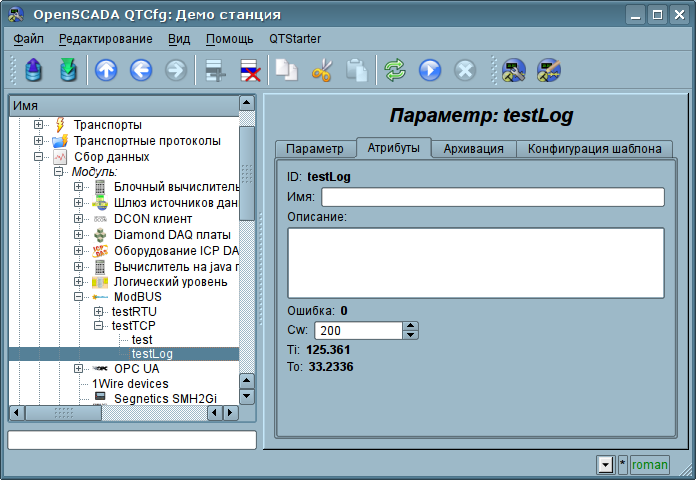 OpenSCADA QTCfg: Демо станция
Файл Редактирование Вид Помощь QTStarter
Имя
Транспорты
Транспортные протоколы
Сбор данных
Модуль:
Блочный вычислитель
Шлюз источников дан
DCON клиент
Diamond DAQ платы
Оборудование ICP DA
Вычислитель на java п
Логический уровень
ModBUS
testRTU
testTCP
test
testLog
OPC UA
1Wire devices
Segnetics SMH2Gi
Параметр: testLog
Параметр Атрибуты Архивация Конфигурация шаблона
ID: testLog
Имя:
Описание:
Ошибка: 0
Cw: 200
Ti: 125.361
To: 33.2336
* roman